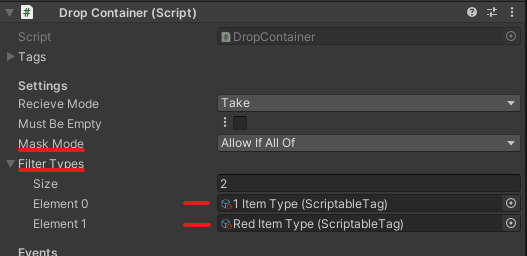 # Drop Container (Script)
Script #DropContainer
Tags
Settings
Recieve Mode Take
Must Be Empty
Mask Mode Allow If All Of
Filter Types
Size 2
Element 0 1 Item Type (ScriptableTag)
Element 1 Red Item Type (ScriptableTag)
Events